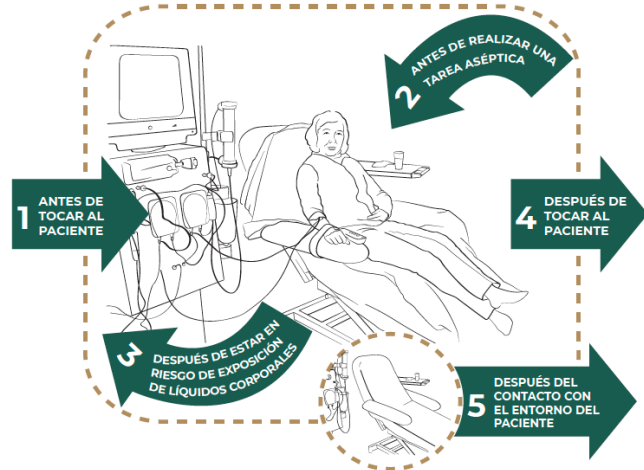 1
ANTES DE
TOCAR AL
PACIENTE
2
ANTES DE REALIZAR UNA
TAREA ASÉPTICA
3
DESPUÉS DE ESTAR EN
RIESGO DE EXPOSICIÓN
DE LÍQUIDOS CORPORALES
4
DESPUÉS DE
TOCAR AL
PACIENTE
5
DESPUÉS DEL
CONTACTO CON
EL ENTORNO DEL
PACIENTE